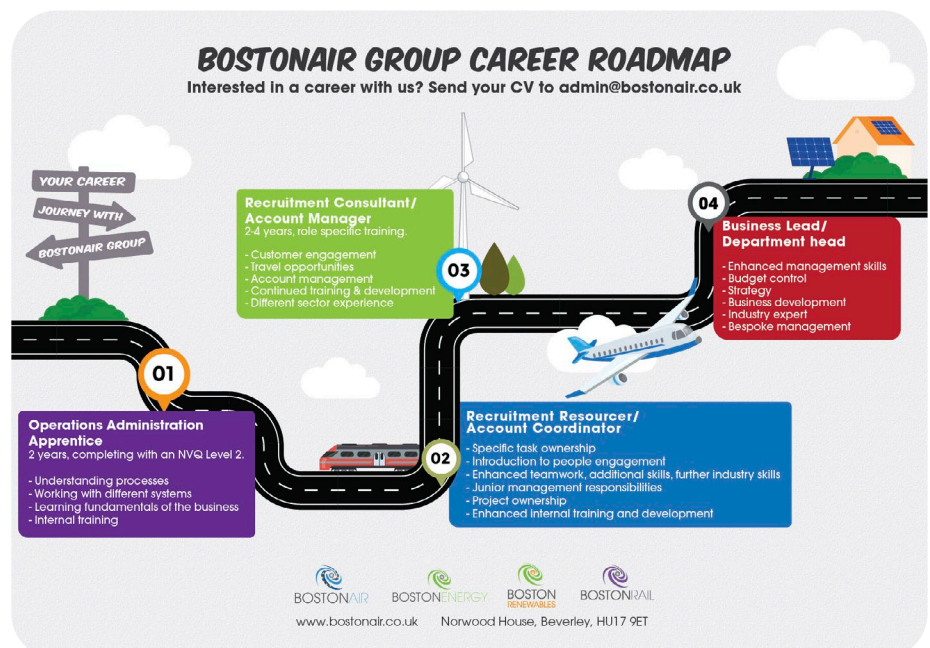 BOSTONAIR GROUP CAREER ROADMAP
Interested in a career with us? Send your CV to admin@bostonair.co.uk
YOUR CAREER
JOURNEY WITH
BOSTONAIR GROUP
01
Operations Administration
Apprentice
2 years, completing with an NVQ Level 2.
- Understanding processes
- Working with different systems
- Learning fundamentals of the business
- Internal training
02
Recruitment Resourcer/
Account Coordinator
- Specific task ownership
- Introduction to people engagement
- Enhanced teamwork, additional skills, further industry skills
- Junior management responsibilities
- Project ownership
- Enhanced internal training and development
03
Recruitment Consultant/
Account Manager
2-4 years, role specific training.
- Customer engagement
- Travel opportunities
- Account management
- Continued training & development
- Different sector experience
04
Business Lead/
Department head
- Enhanced management skills
- Budget control
- Strategy
- Business development
- Industry expert
- Bespoke management
BOSTONAIR
BOSTONENERGY
BOSTON
RENEWABLES
BOSTONRAIL
www.bostonair.co.uk Norwood House, Beverley, HU17 9ET